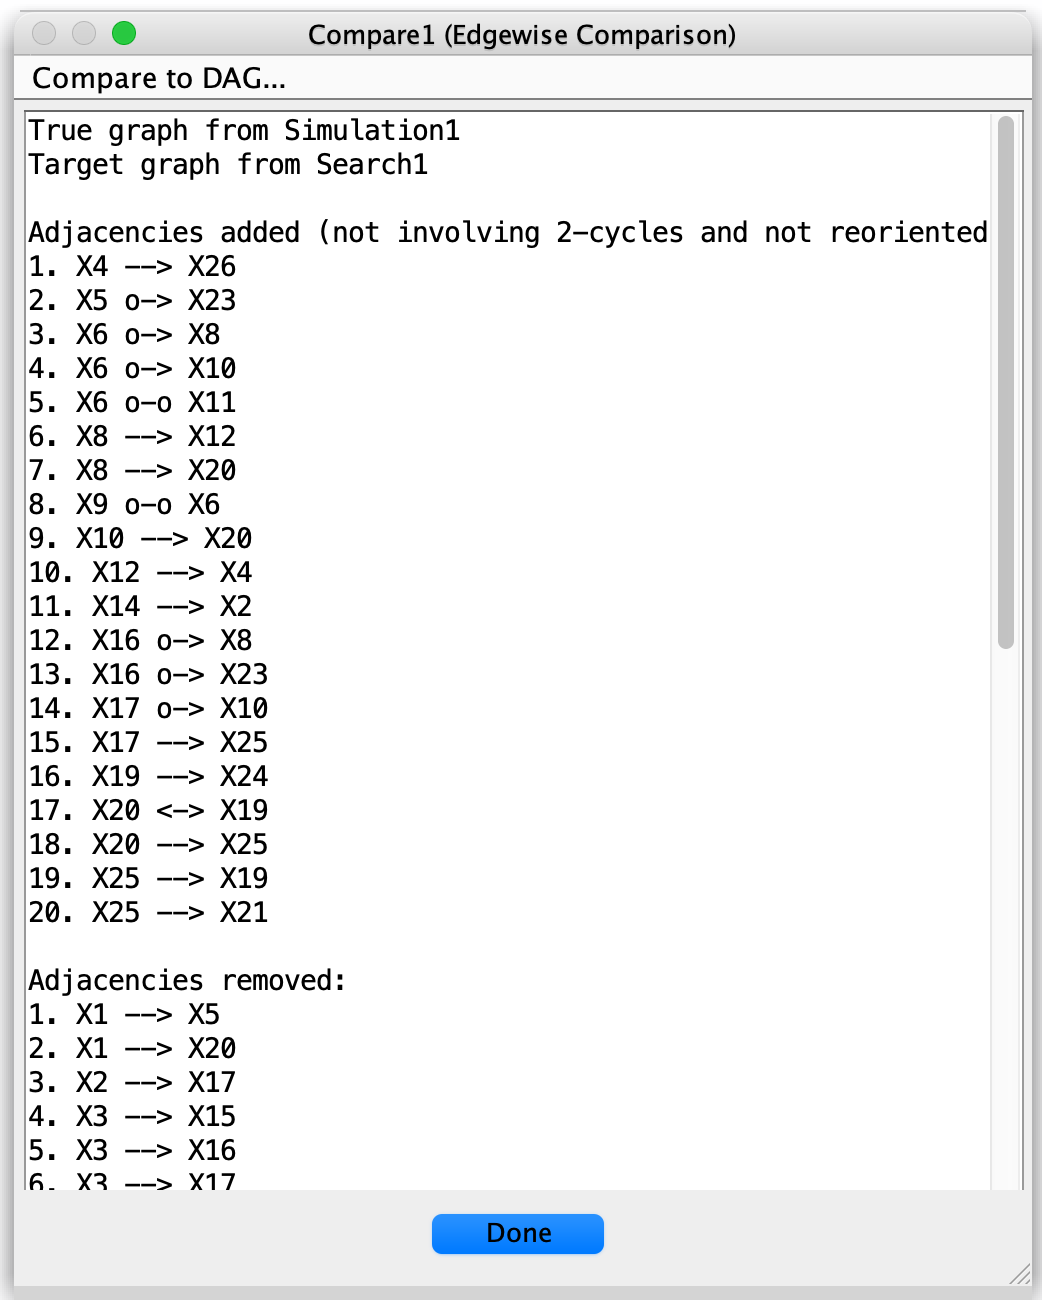 Compare1 (Edgewise Comparison)
Compare to DAG...
True graph from Simulation1
Target graph from Search1
Adjacencies added (not involving 2-cycles and not reoriented
1. X4 --> X26
2. X5 o-> X23
3. X6 o-> X8
4. X6 o-> X10
5. X6 o-o X11
6. X8 --> X12
7. X8 --> X20
8. X9 o-o X6
9. X10 --> X20
10. X12 --> X4
11. X14 --> X2
12. X16 o-> X8
13. X16 o-> X23
14. X17 o-> X10
15. X17 --> X25
16. X19 --> X24
17. X20 <-> X19
18. X20 --> X25
19. X25 --> X19
20. X25 --> X21
Adjacencies removed:
1. X1 --> X5
2. X1 --> X20
3. X2 --> X17
4. X3 --> X15
5. X3 --> X16
6. X3 --> X17
Done